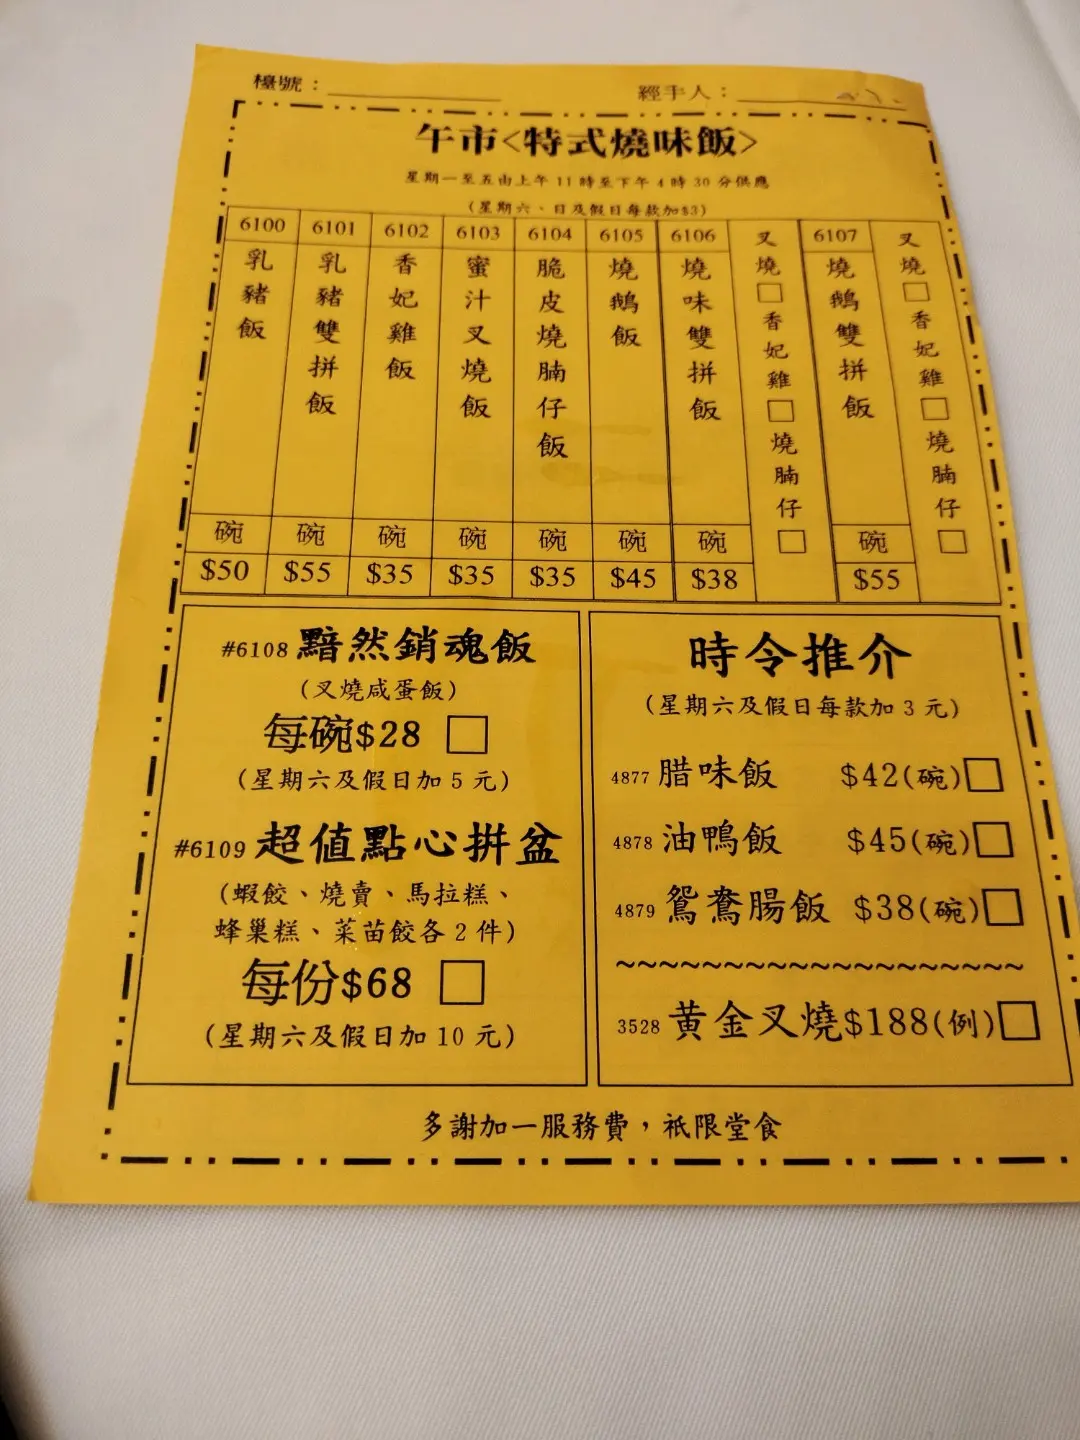 檯號：
經手人：
午市<特式燒味飯>
星期一至五由上午 11 時至下午 4 時 30 分供應
(星期六、日及假日每款加$3)
6100
乳豬飯
碗
$50
6101
乳豬雙拼飯
碗
$55
6102
香妃雞飯
碗
$35
6103
蜜汁叉燒飯
碗
$35
6104
脆皮燒腩仔飯
碗
$35
6105
燒鵝飯
碗
$45
6106
燒味雙拼飯
碗
$38
叉燒□香妃雞□燒腩仔□
6107
燒鵝雙拼飯
碗
$55
叉燒□香妃雞□燒腩仔□
#6108 黯然銷魂飯
(叉燒咸蛋飯)
每碗$28 □
(星期六及假日加 5 元)
#6109 超值點心拼盆
(蝦餃、燒賣、馬拉糕、
蜂巢糕、菜苗餃各 2 件)
每份$68 □
(星期六及假日加 10 元)
時令推介
(星期六及假日每款加 3 元)
4877 腊味飯 $42(碗)□
4878 油鴨飯 $45(碗)□
4879 鴛鴦腸飯 $38(碗)□
~~~~~~~~~~~~~~~~~~~~
3528 黃金叉燒$188(例)□
多謝加一服務費，祇限堂食